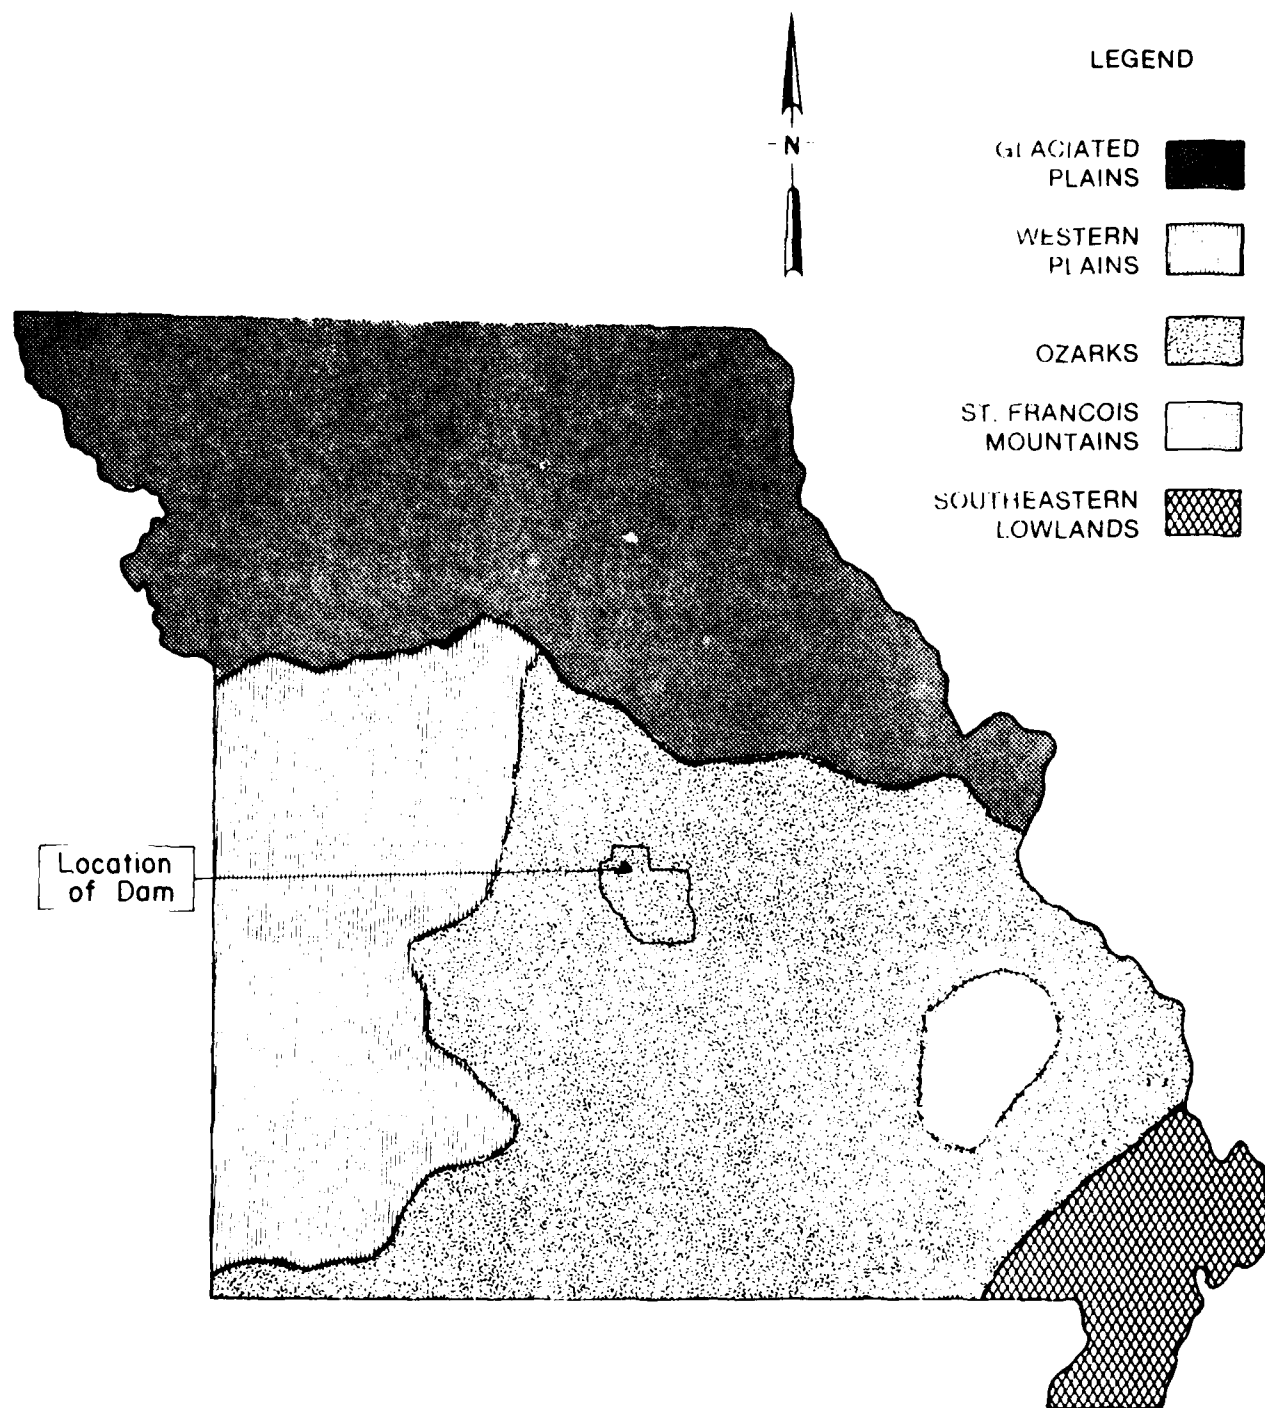 LEGEND
N
GLACIATED
PLAINS
WESTERN
PLAINS
OZARKS
ST. FRANCOIS
MOUNTAINS
SOUTHEASTERN
LOWLANDS
Location
of Dam